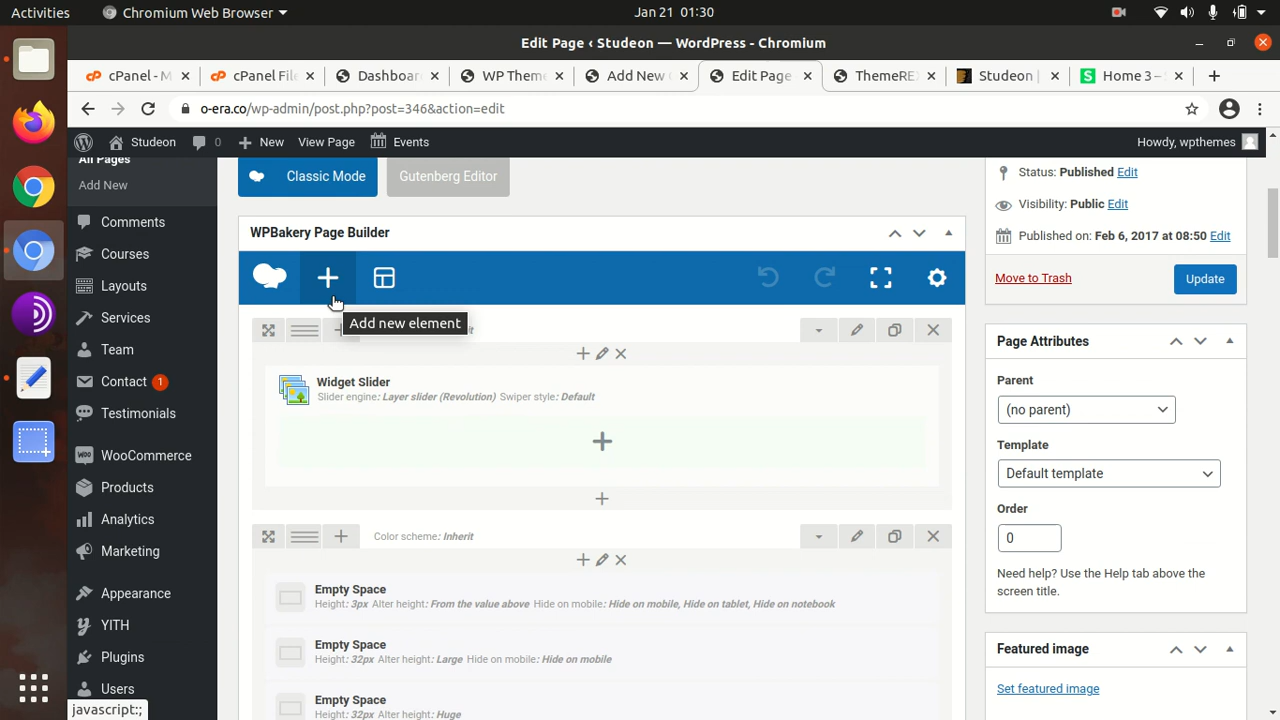 Activities
Chromium Web Browser
Jan 21 01:30
Edit Page ‹ Studeon — WordPress - Chromium
cPanel - M
cPanel File
Dashboar
WP Them
Add New
Edit Page
ThemeRE
Studeon |
Home 3 –
o-era.co/wp-admin/post.php?post=346&action=edit
Studeon
0
New
View Page
Events
Howdy, wpthemes
All Pages
Add New
Comments
Courses
Layouts
Services
Team
Contact 1
Testimonials
WooCommerce
Products
Analytics
Marketing
Appearance
YITH
Plugins
Users
javascript:;
Classic Mode
Gutenberg Editor
WPBakery Page Builder
Add new element
Widget Slider
Slider engine: Layer slider (Revolution) Swiper style: Default
Color scheme: Inherit
Empty Space
Height: 3px Alter height: From the value above Hide on mobile: Hide on mobile, Hide on tablet, Hide on notebook
Empty Space
Height: 32px Alter height: Large Hide on mobile: Hide on mobile
Empty Space
Height: 32px Alter height: Huge
Status: Published Edit
Visibility: Public Edit
Published on: Feb 6, 2017 at 08:50 Edit
Move to Trash
Update
Page Attributes
Parent
(no parent)
Template
Default template
Order
0
Need help? Use the Help tab above the
screen title.
Featured image
Set featured image